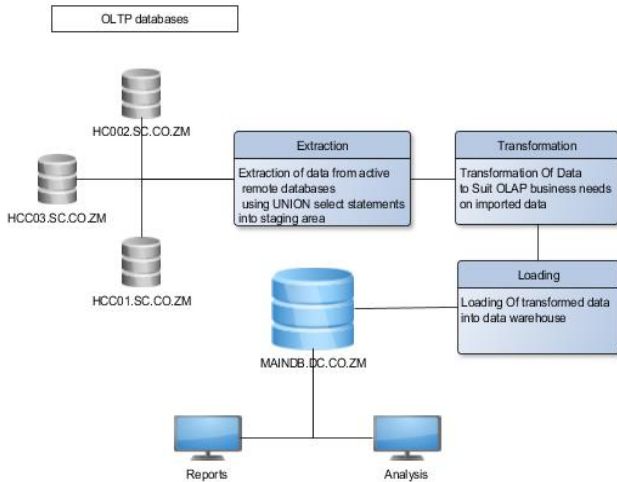 OLTP databases
HC002.SC.CO.ZM
HCC03.SC.CO.ZM
HCC01.SC.CO.ZM
Extraction
Extraction of data from active
remote databases
using UNION select statements
into staging area
Transformation
Transformation Of Data
to Suit OLAP business needs
on imported data
Loading
Loading Of transformed data
into data warehouse
MAINDB.DC.CO.ZM
Reports
Analysis